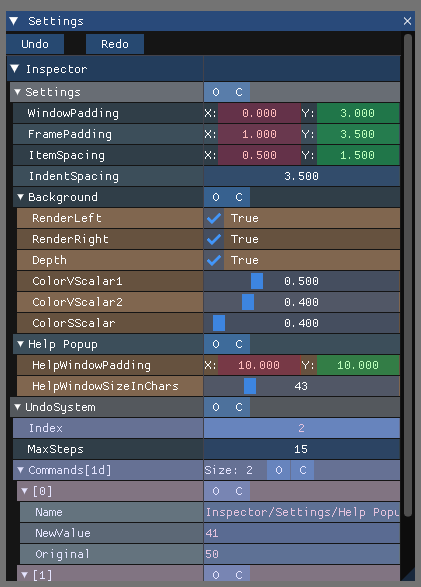 Settings
Undo Redo
Inspector
Settings O C
WindowPadding X: 0.000 Y: 3.000
FramePadding X: 1.000 Y: 3.500
ItemSpacing X: 0.500 Y: 1.500
IndentSpacing 3.500
Background O C
RenderLeft True
RenderRight True
Depth True
ColorVScalar1 0.500
ColorVScalar2 0.400
ColorSScalar 0.400
Help Popup O C
HelpWindowPadding X: 10.000 Y: 10.000
HelpWindowSizeInChars 43
UndoSystem O C
Index 2
MaxSteps 15
Commands[1d] Size: 2 O C
[0] O C
Name Inspector/Settings/Help Popu
NewValue 41
Original 50
[1] O C